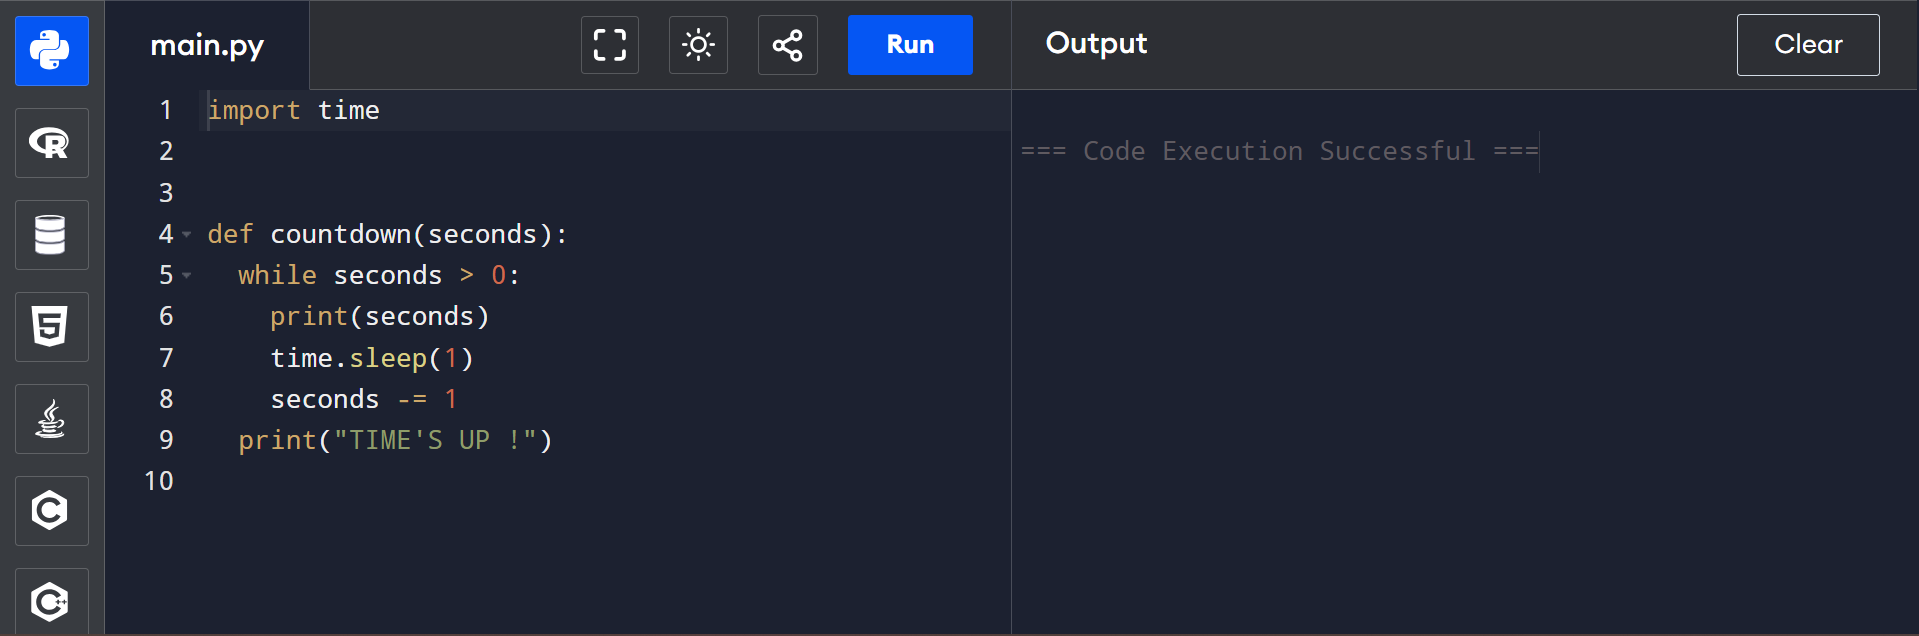 main.py
Run
Output
Clear
1 import time
2
3
4 def countdown(seconds):
5   while seconds > 0:
6     print(seconds)
7     time.sleep(1)
8     seconds -= 1
9   print("TIME'S UP !")
10
=== Code Execution Successful ===
R
5
C
C++